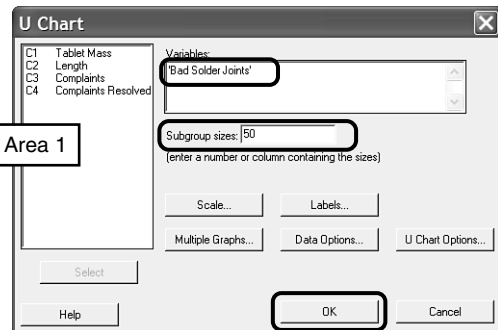 U Chart
C1 Tablet Mass
C2 Length
C3 Complaints
C4 Complaints Resolved
Area 1
Variables:
'Bad Solder Joints'
Subgroup sizes: 50
(enter a number or column containing the sizes)
Scale... Labels...
Multiple Graphs... Data Options... U Chart Options...
Select
Help OK Cancel